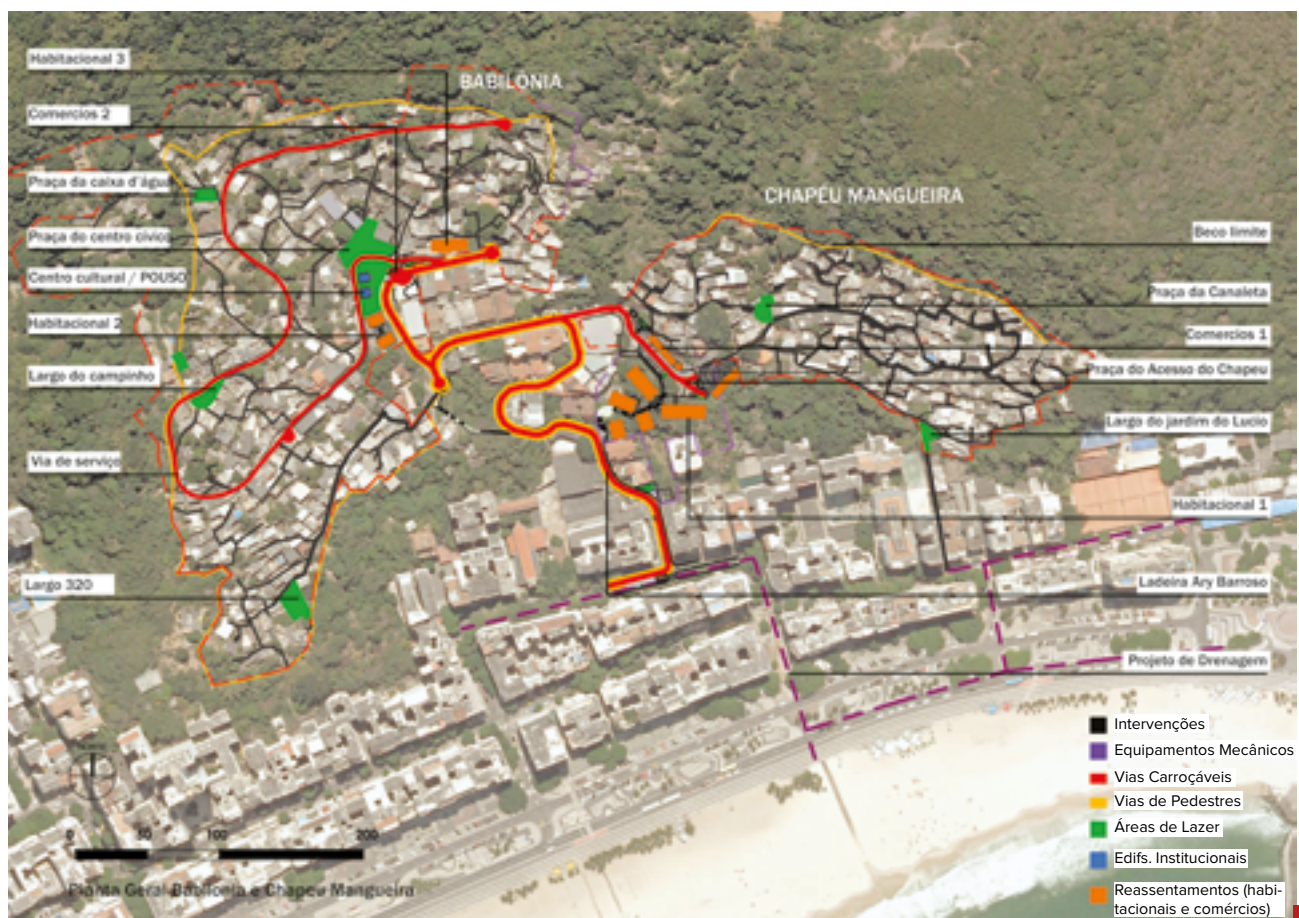 Habitacional 3
BABILONIA
Comercios 2
Praça da caixa d'água
CHAPEU MANGUEIRA
Praça do centro cívico
Beco limite
Centro cultural / POUSO
Praça da Canaleta
Habitacional 2
Comercios 1
Largo do campinho
Praça do Acesso do Chapeu
Largo do jardim do Lucio
Via de serviço
Habitacional 1
Largo 320
Ladeira Ary Barroso
Projeto de Drenagem
Intervenções
Equipamentos Mecânicos
Vias Carroçáveis
Vias de Pedestres
Áreas de Lazer
Edifs. Institucionais
Reassentamentos (habi-
tacionais e comércios)
0 50 100 200
Planta Geral Babilonia e Chapeu Mangueira